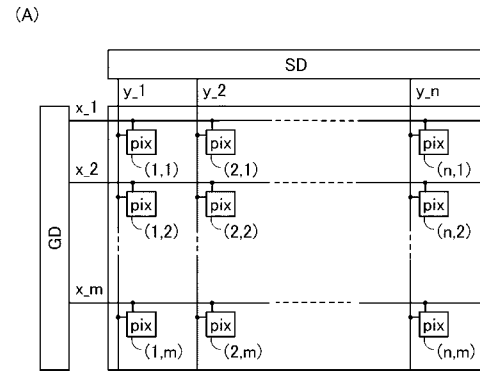 (A)
SD
y_1 y_2 y_n
x_1
pix pix pix
(1,1) (2,1) (n,1)
x_2
pix pix pix
(1,2) (2,2) (n,2)
GD
x_m
pix pix pix
(1,m) (2,m) (n,m)